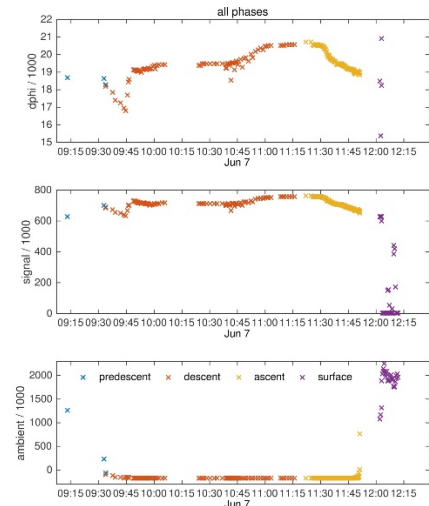 all phases
22
21
20
19
18
17
16
15
dphi / 1000
09:15 09:30 09:45 10:00 10:15 10:30 10:45 11:00 11:15 11:30 11:45 12:00 12:15
Jun 7
800
600
400
200
0
signal / 1000
09:15 09:30 09:45 10:00 10:15 10:30 10:45 11:00 11:15 11:30 11:45 12:00 12:15
Jun 7
predescent descent ascent surface
2000
1500
1000
500
0
ambient / 1000
09:15 09:30 09:45 10:00 10:15 10:30 10:45 11:00 11:15 11:30 11:45 12:00 12:15
Jun 7